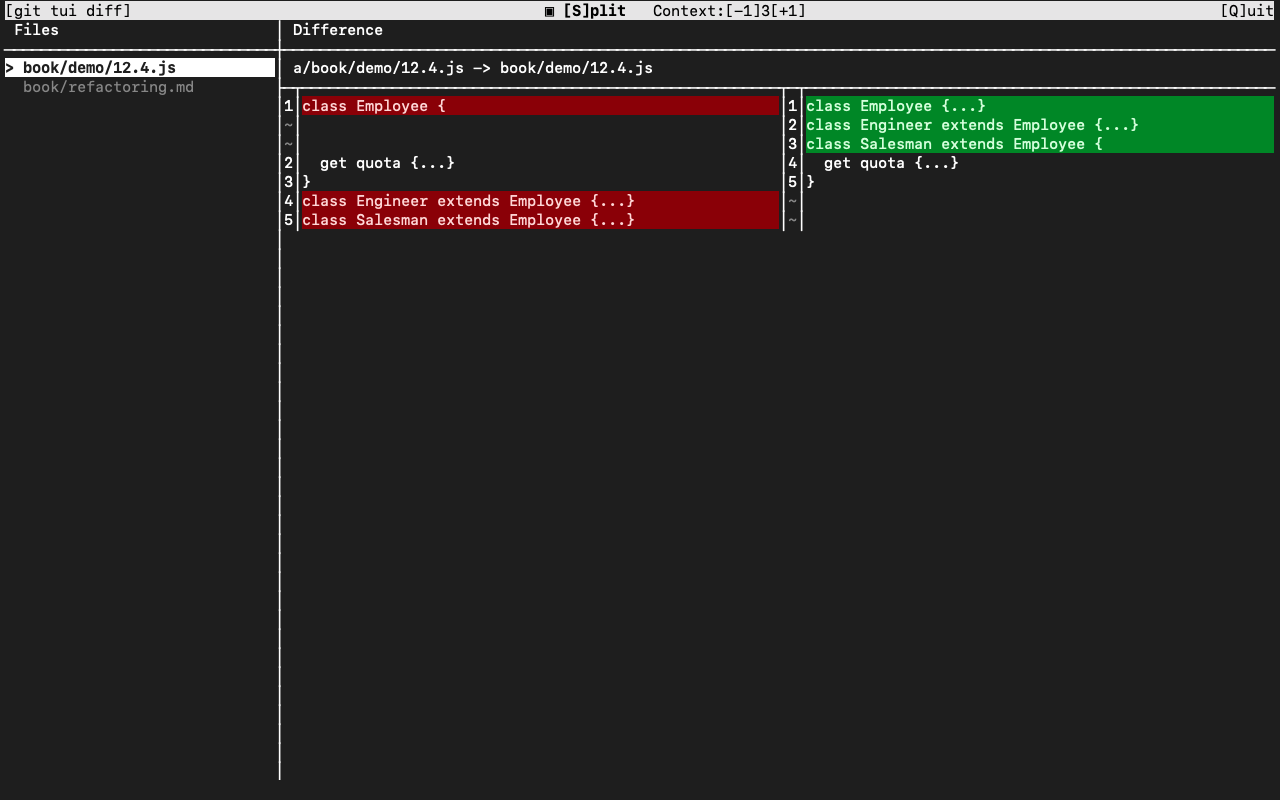 [git tui diff] ▣ [S]plit Context:[-1]3[+1] [Q]uit
Files
> book/demo/12.4.js
book/refactoring.md
Difference
a/book/demo/12.4.js -> book/demo/12.4.js
1 class Employee {
~
~
2   get quota {...}
3 }
4 class Engineer extends Employee {...}
5 class Salesman extends Employee {...}
1 class Employee {...}
2 class Engineer extends Employee {...}
3 class Salesman extends Employee {
4   get quota {...}
5 }
~
~